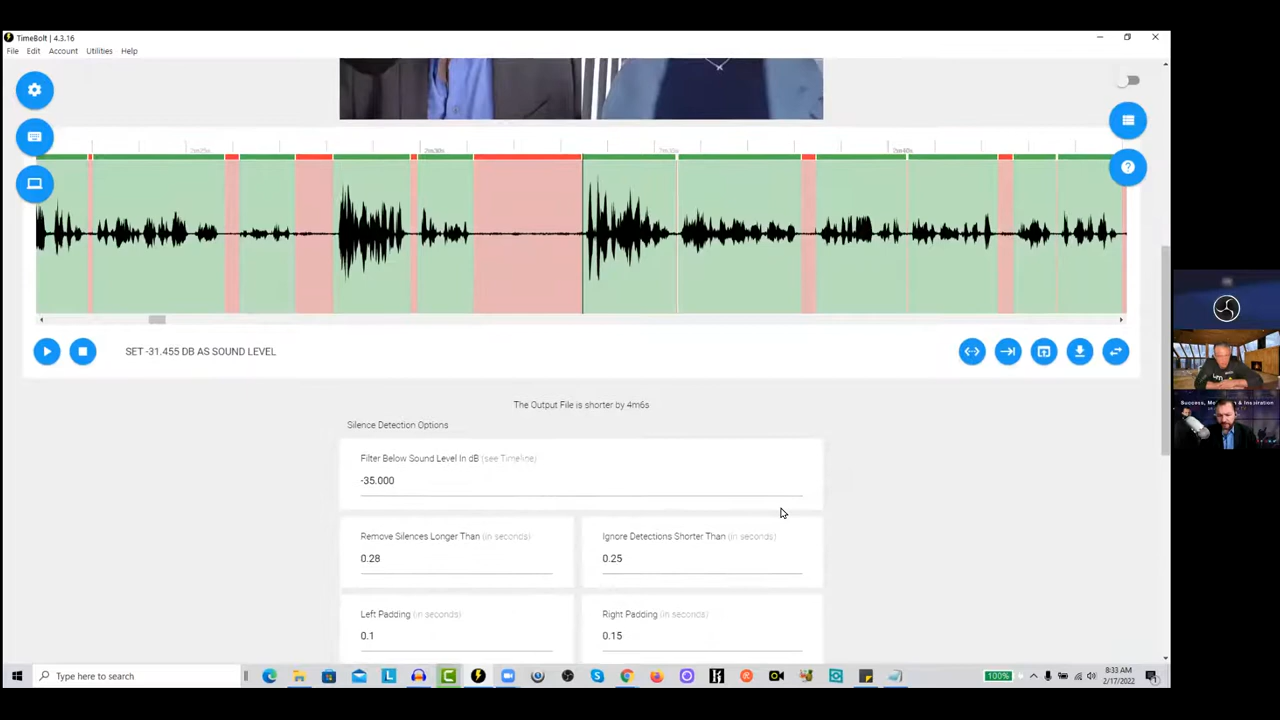 TimeBolt | 4.3.16
File Edit Account Utilities Help
2m30s
SET -31.455 DB AS SOUND LEVEL
The Output File is shorter by 4m6s
Silence Detection Options
Filter Below Sound Level In dB (see Timeline)
-35.000
Remove Silences Longer Than (in seconds)
0.28
Ignore Detections Shorter Than (in seconds)
0.25
Left Padding (in seconds)
0.1
Right Padding (in seconds)
0.15
Type here to search
100%
8:33 AM
2/17/2022